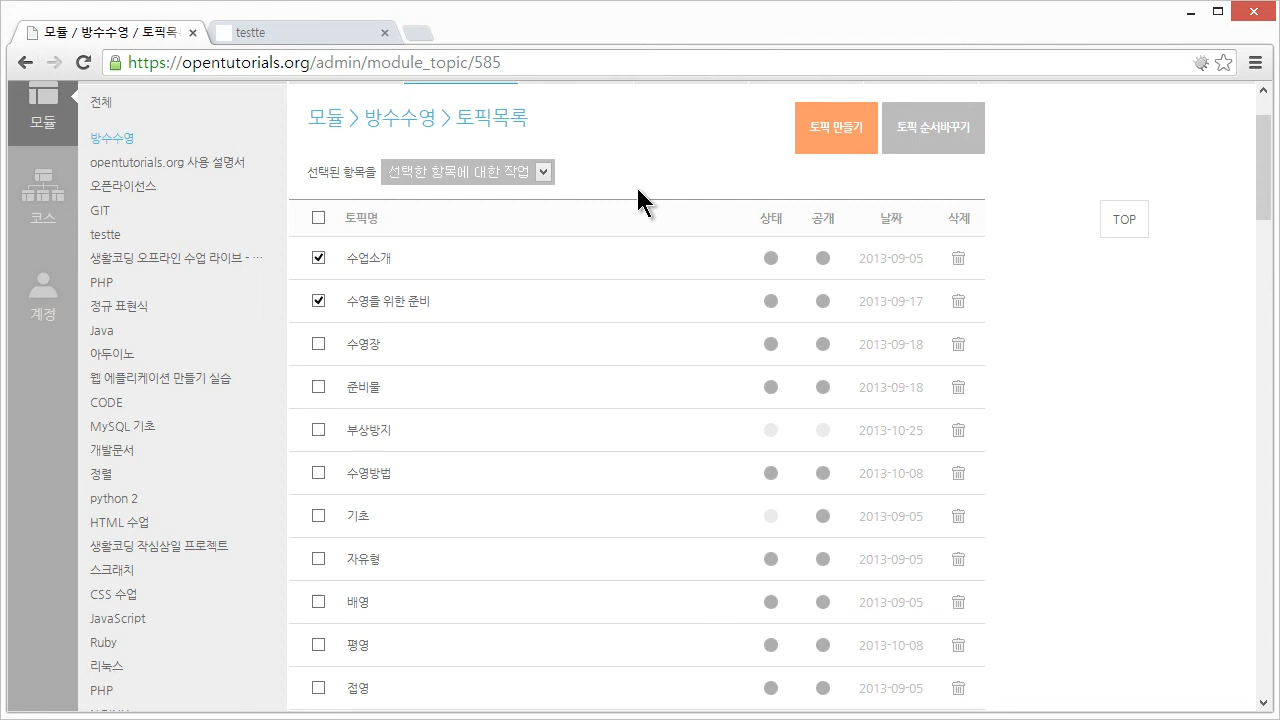 모듈 / 방수수영 / 토픽목
testte
https://opentutorials.org/admin/module_topic/585
모듈
코스
계정
전체
방수수영
opentutorials.org 사용 설명서
오픈라이선스
GIT
testte
생활코딩 오프라인 수업 라이브 - …
PHP
정규 표현식
Java
아두이노
웹 에플리케이션 만들기 실습
CODE
MySQL 기초
개발문서
정렬
python 2
HTML 수업
생활코딩 작심삼일 프로젝트
스크래치
CSS 수업
JavaScript
Ruby
리눅스
PHP
모듈 > 방수수영 > 토픽목록
토픽 만들기
토픽 순서바꾸기
선택된 항목을 선택한 항목에 대한 작업
토픽명 상태 공개 날짜 삭제
수업소개 2013-09-05
수영을 위한 준비 2013-09-17
수영장 2013-09-18
준비물 2013-09-18
부상방지 2013-10-25
수영방법 2013-10-08
기초 2013-09-05
자유형 2013-09-05
배영 2013-09-05
평영 2013-10-08
접영 2013-09-05
TOP